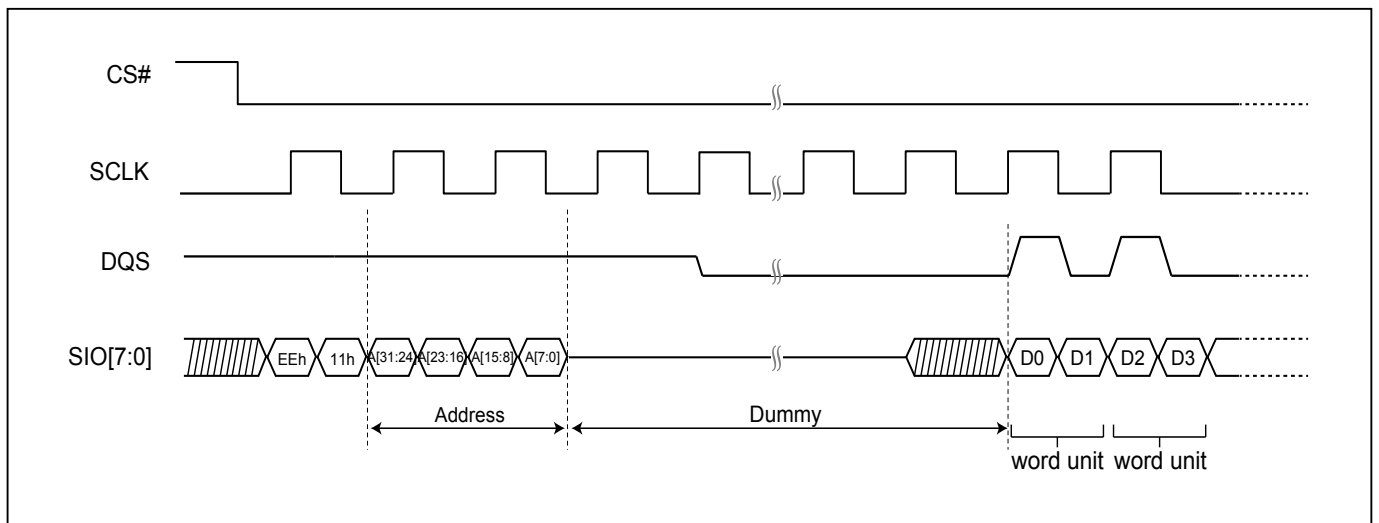 CS#
SCLK
DQS
SIO[7:0]
EEh 11h A[31:24] A[23:16] A[15:8] A[7:0] D0 D1 D2 D3
Address Dummy
word unit word unit